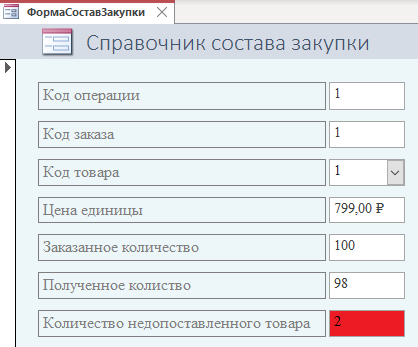 ФормаСоставЗакупки
Справочник состава закупки
Код операции 1
Код заказа 1
Код товара 1
Цена единицы 799,00 ₽
Заказанное количество 100
Полученное колиство 98
Количество недопоставленного товара 2